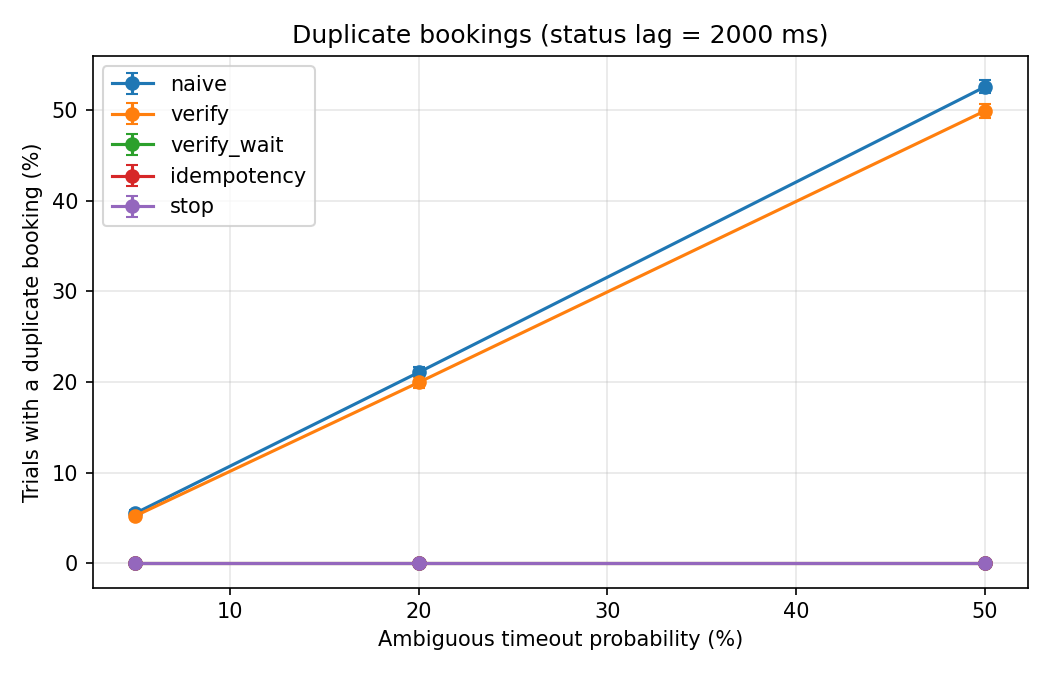 Duplicate bookings (status lag = 2000 ms)
naive
verify
verify_wait
idempotency
stop
Trials with a duplicate booking (%)
50
40
30
20
10
0
10 20 30 40 50
Ambiguous timeout probability (%)